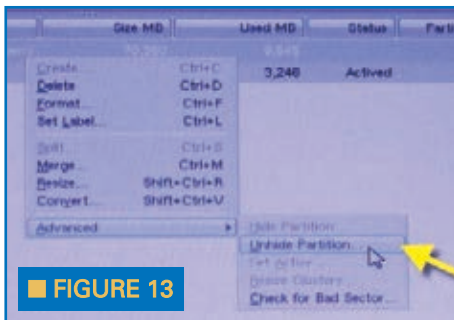 Size MB Used MB Status Parti
3,248 Actived
Create... Ctrl+C
Delete Ctrl+D
Format... Ctrl+F
Set Label... Ctrl+L
Split... Ctrl+S
Merge... Ctrl+M
Resize... Shift+Ctrl+R
Convert... Shift+Ctrl+V
Advanced
Hide Partition
Unhide Partition...
Set Active
Resize Clusters...
Check for Bad Sector...
FIGURE 13